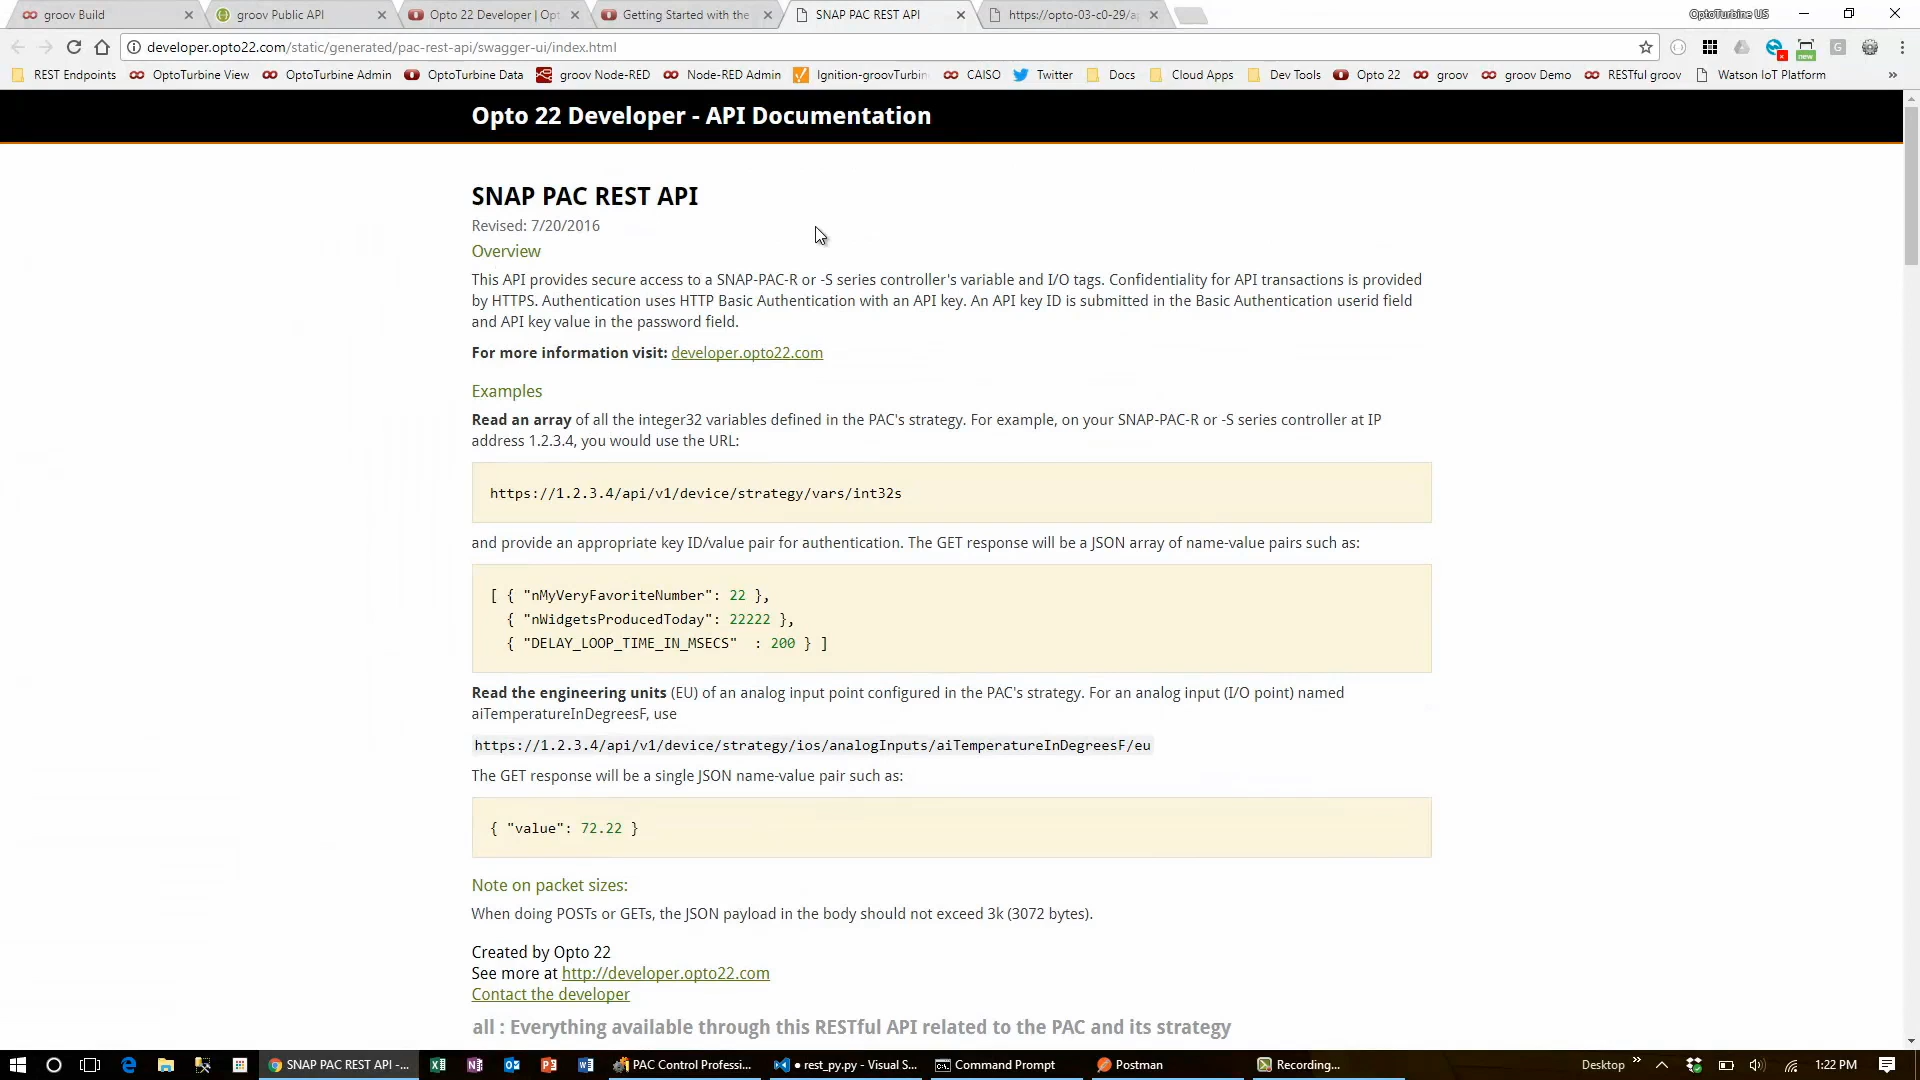 groov Build
groov Public API
Opto 22 Developer | Opt
Getting Started with the
SNAP PAC REST API
https://opto-03-c0-29/a
OptoTurbine US
developer.opto22.com/static/generated/pac-rest-api/swagger-ui/index.html
REST Endpoints OptoTurbine View OptoTurbine Admin OptoTurbine Data groov Node-RED Node-RED Admin Ignition-groovTurbin CAISO Twitter Docs Cloud Apps Dev Tools Opto 22 groov groov Demo RESTful groov Watson IoT Platform »
Opto 22 Developer - API Documentation
SNAP PAC REST API
Revised: 7/20/2016
Overview
This API provides secure access to a SNAP-PAC-R or -S series controller's variable and I/O tags. Confidentiality for API transactions is provided
by HTTPS. Authentication uses HTTP Basic Authentication with an API key. An API key ID is submitted in the Basic Authentication userid field
and API key value in the password field.
For more information visit: developer.opto22.com
Examples
Read an array of all the integer32 variables defined in the PAC's strategy. For example, on your SNAP-PAC-R or -S series controller at IP
address 1.2.3.4, you would use the URL:
https://1.2.3.4/api/v1/device/strategy/vars/int32s
and provide an appropriate key ID/value pair for authentication. The GET response will be a JSON array of name-value pairs such as:
[ { "nMyVeryFavoriteNumber": 22 },
{ "nWidgetsProducedToday": 22222 },
{ "DELAY_LOOP_TIME_IN_MSECS" : 200 } ]
Read the engineering units (EU) of an analog input point configured in the PAC's strategy. For an analog input (I/O point) named
aiTemperatureInDegreesF, use
https://1.2.3.4/api/v1/device/strategy/ios/analogInputs/aiTemperatureInDegreesF/eu
The GET response will be a single JSON name-value pair such as:
{ "value": 72.22 }
Note on packet sizes:
When doing POSTs or GETs, the JSON payload in the body should not exceed 3k (3072 bytes).
Created by Opto 22
See more at http://developer.opto22.com
Contact the developer
all : Everything available through this RESTful API related to the PAC and its strategy
SNAP PAC REST API -... PAC Control Professi... • rest_py.py - Visual S... Command Prompt Postman Recording... Desktop » 1:22 PM